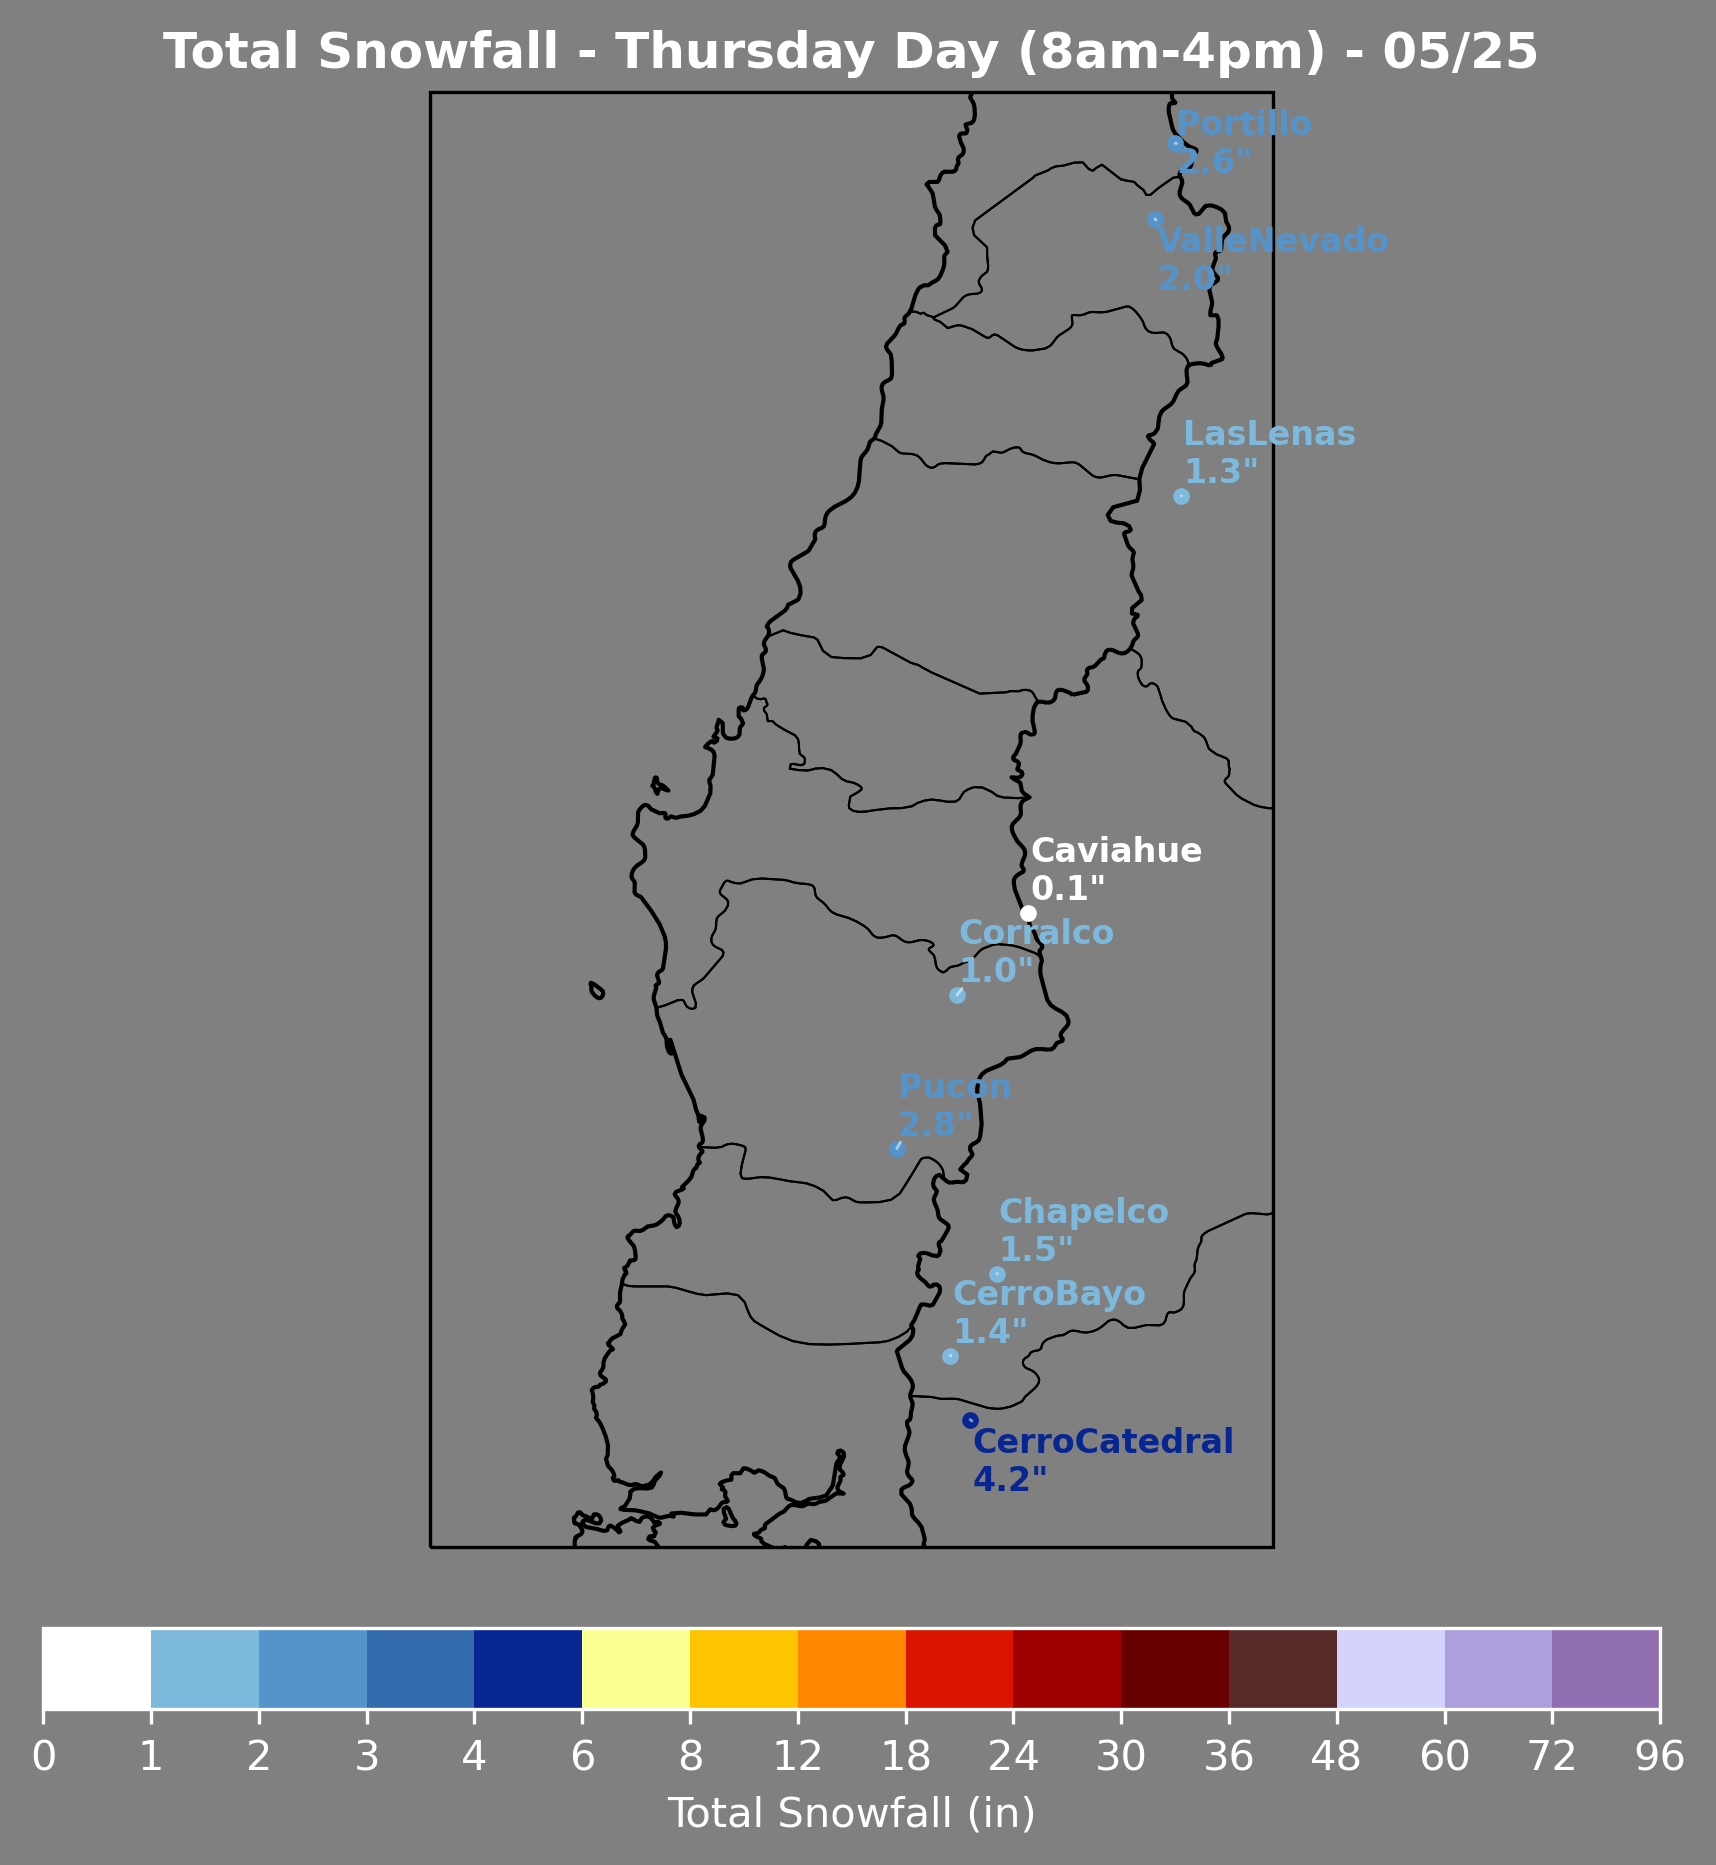 Total Snowfall - Thursday Day (8am-4pm) - 05/25
Portillo
2.6"
ValleNevado
2.0"
LasLenas
1.3"
Caviahue
0.1"
Corralco
1.0"
Pucon
2.8"
Chapelco
1.5"
CerroBayo
1.4"
CerroCatedral
4.2"
0 1 2 3 4 6 8 12 18 24 30 36 48 60 72 96
Total Snowfall (in)